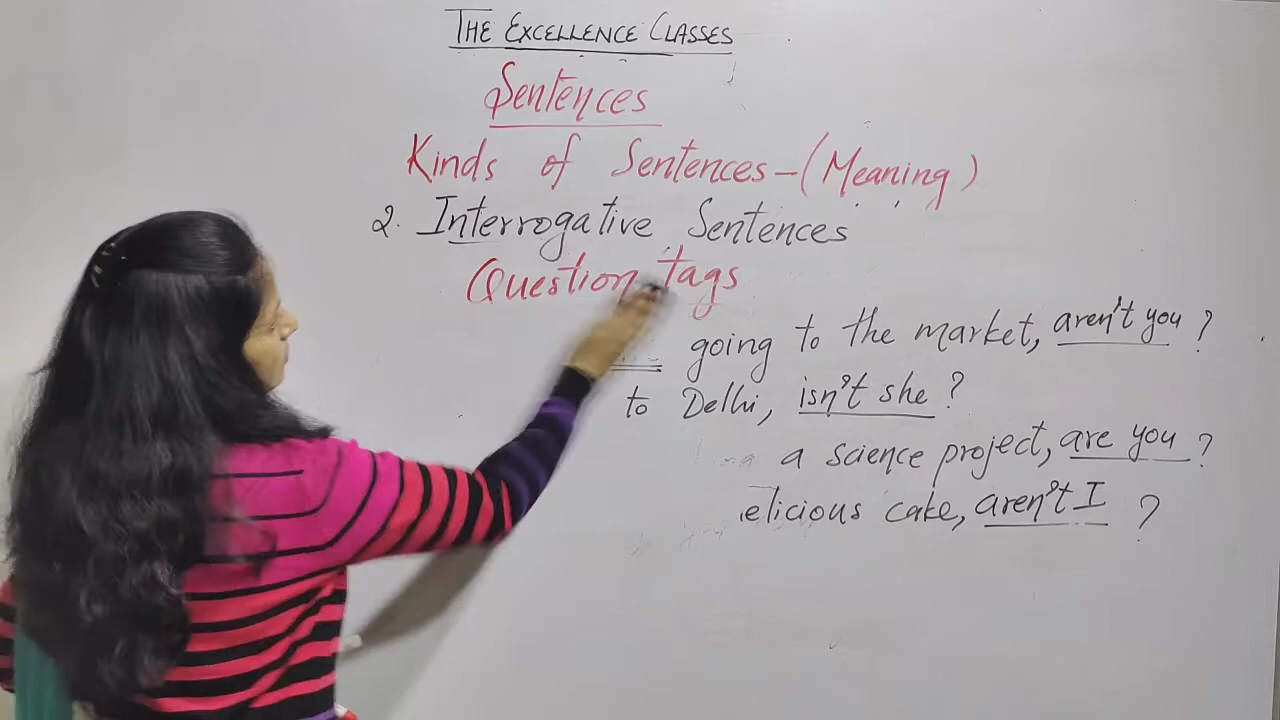 THE EXCELLENCE CLASSES
Sentences
Kinds of Sentences - (Meaning)
2. Interrogative Sentences
Question tags
going to the market, aren't you?
to Delhi, isn't she?
a science project, are you?
elicious cake, aren't I?